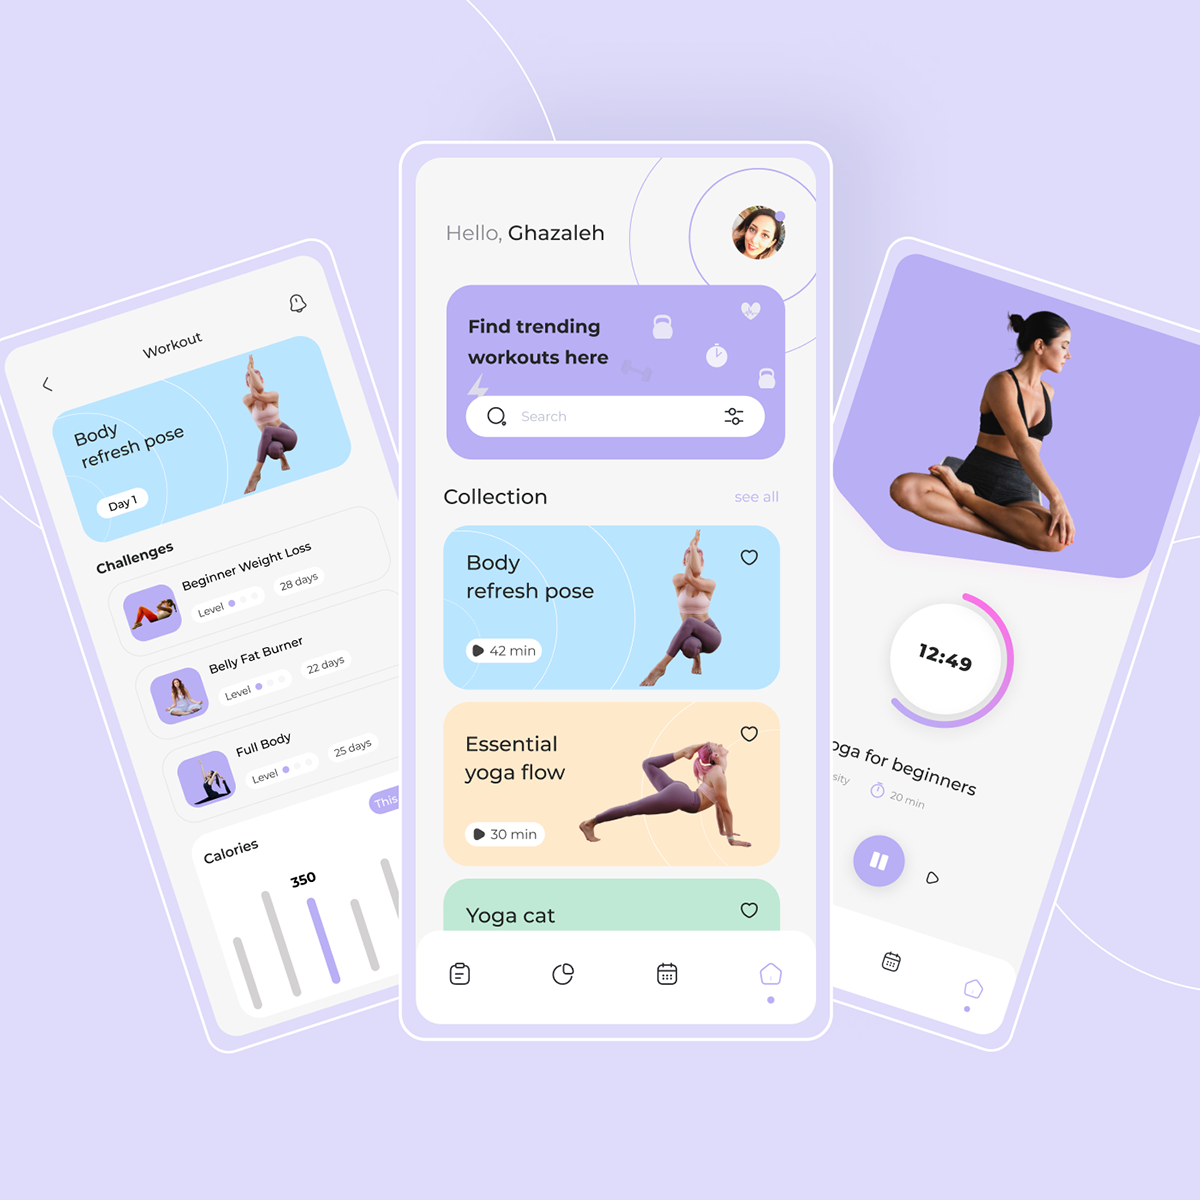 Workout
Body
refresh pose
Day 1
Challenges
Beginner Weight Loss
Level
28 days
Belly Fat Burner
Level
22 days
Full Body
Level
25 days
This
Calories
350
Hello, Ghazaleh
Find trending
workouts here
Search
Collection
see all
Body
refresh pose
42 min
Essential
yoga flow
30 min
Yoga cat
12:49
oga for beginners
sity
20 min